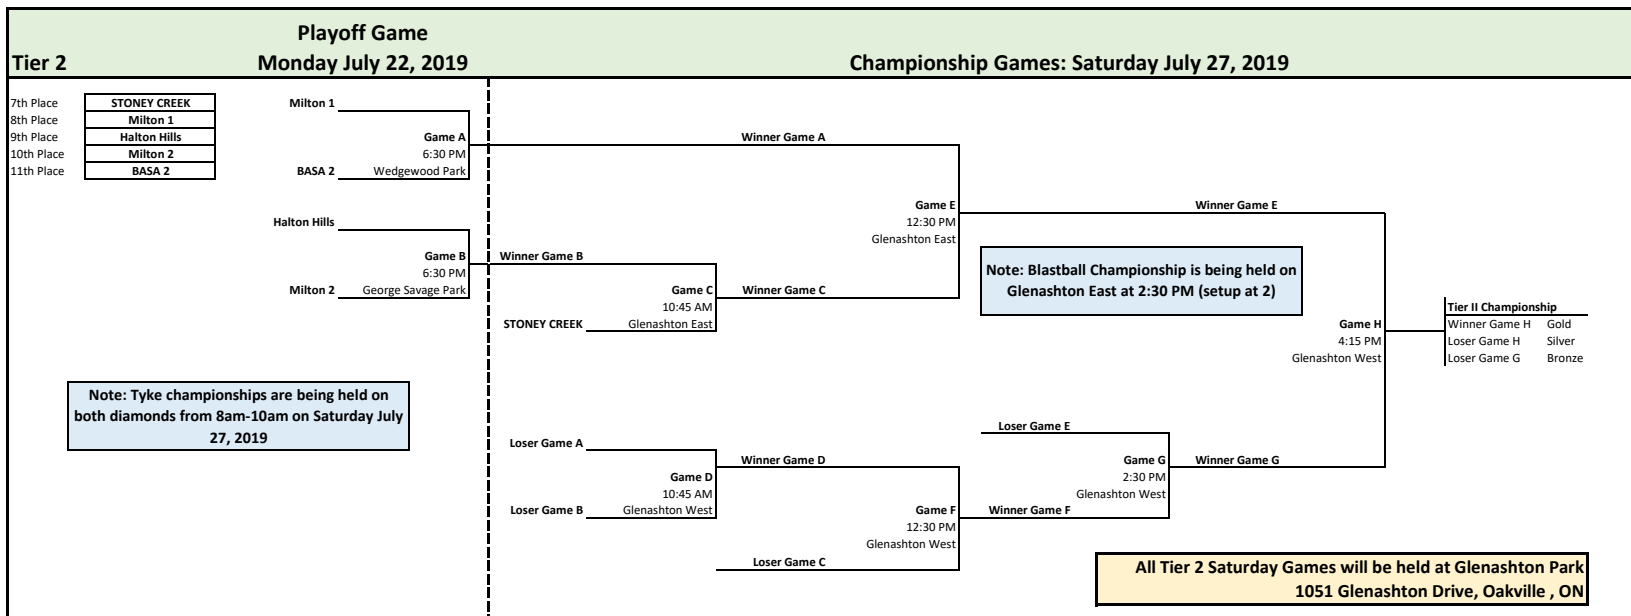 Playoff Game
Tier 2 Monday July 22, 2019 Championship Games: Saturday July 27, 2019
7th Place STONEY CREEK
8th Place Milton 1
9th Place Halton Hills
10th Place Milton 2
11th Place BASA 2
Milton 1
Game A
6:30 PM
BASA 2 Wedgewood Park
Halton Hills
Game B
6:30 PM
Milton 2 George Savage Park
Note: Tyke championships are being held on
both diamonds from 8am-10am on Saturday July
27, 2019
Winner Game A
Winner Game B
Game C
10:45 AM
STONEY CREEK Glenashton East
Winner Game C
Game E
12:30 PM
Glenashton East
Winner Game E
Note: Blastball Championship is being held on
Glenashton East at 2:30 PM (setup at 2)
Loser Game A
Game D
10:45 AM
Loser Game B Glenashton West
Winner Game D
Game F
12:30 PM
Glenashton West
Loser Game C
Loser Game E
Game G
2:30 PM
Glenashton West
Winner Game F
Winner Game G
Game H
4:15 PM
Glenashton West
Tier II Championship
Winner Game H Gold
Loser Game H Silver
Loser Game G Bronze
All Tier 2 Saturday Games will be held at Glenashton Park
1051 Glenashton Drive, Oakville , ON